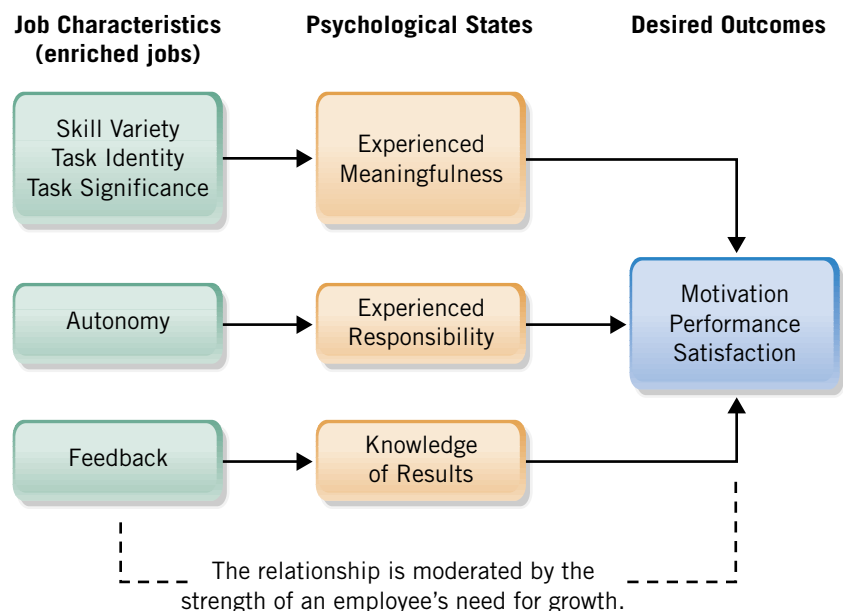 Job Characteristics
(enriched jobs)
Psychological States
Desired Outcomes
Skill Variety
Task Identity
Task Significance
Experienced
Meaningfulness
Autonomy
Experienced
Responsibility
Motivation
Performance
Satisfaction
Feedback
Knowledge
of Results
The relationship is moderated by the
strength of an employee’s need for growth.